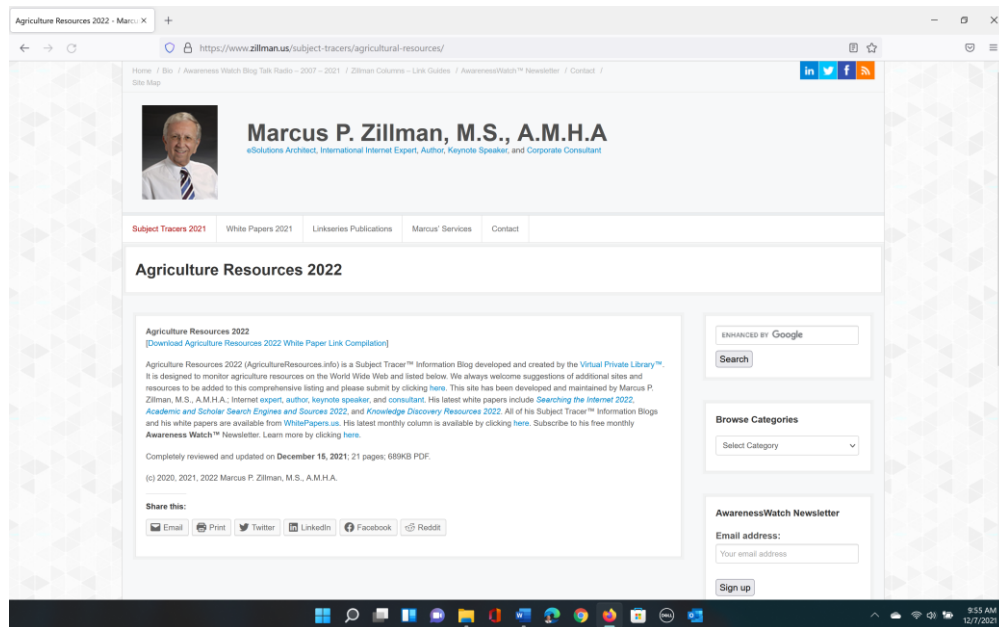 Agriculture Resources 2022 - Marcu
https://www.zillman.us/subject-tracers/agricultural-resources/
Home / Bio / Awareness Watch Blog Talk Radio – 2007 – 2021 / Zillman Columns – Link Guides / AwarenessWatch™ Newsletter / Contact /
Site Map
Marcus P. Zillman, M.S., A.M.H.A
eSolutions Architect, International Internet Expert, Author, Keynote Speaker, and Corporate Consultant
Subject Tracers 2021 White Papers 2021 Linkseries Publications Marcus' Services Contact
Agriculture Resources 2022
Agriculture Resources 2022
[Download Agriculture Resources 2022 White Paper Link Compilation]
Agriculture Resources 2022 (AgricultureResources.info) is a Subject Tracer™ Information Blog developed and created by the Virtual Private Library™.
It is designed to monitor agriculture resources on the World Wide Web and listed below. We always welcome suggestions of additional sites and
resources to be added to this comprehensive listing and please submit by clicking here. This site has been developed and maintained by Marcus P.
Zillman, M.S., A.M.H.A.; Internet expert, author, keynote speaker, and consultant. His latest white papers include Searching the Internet 2022,
Academic and Scholar Search Engines and Sources 2022, and Knowledge Discovery Resources 2022. All of his Subject Tracer™ Information Blogs
and his white papers are available from WhitePapers.us. His latest monthly column is available by clicking here. Subscribe to his free monthly
Awareness Watch™ Newsletter. Learn more by clicking here.
Completely reviewed and updated on December 15, 2021; 21 pages; 689KB PDF.
(c) 2020, 2021, 2022 Marcus P. Zillman, M.S., A.M.H.A.
Share this:
Email Print Twitter LinkedIn Facebook Reddit
ENHANCED BY Google
Search
Browse Categories
Select Category
AwarenessWatch Newsletter
Email address:
Your email address
Sign up
9:55 AM
12/7/2021